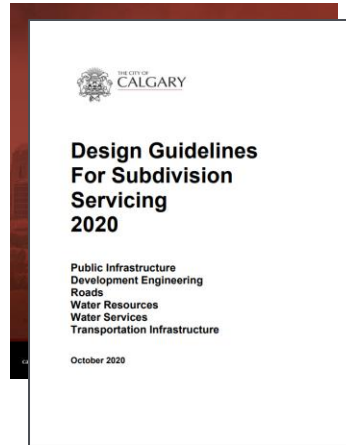 THE CITY OF
CALGARY
Design Guidelines
For Subdivision
Servicing
2020
Public Infrastructure
Development Engineering
Roads
Water Resources
Water Services
Transportation Infrastructure
October 2020